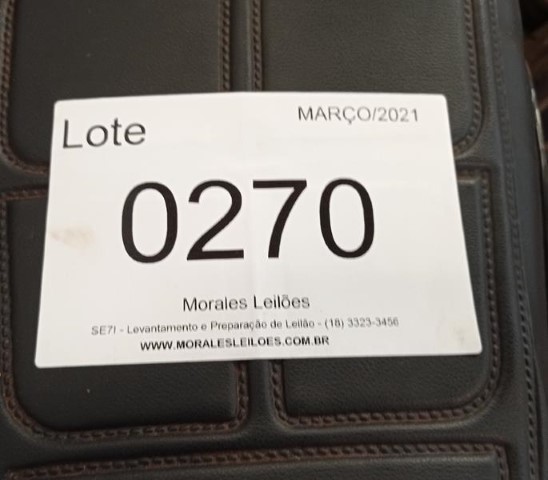 Lote
MARÇO/2021
0270
Morales Leilões
SE7I - Levantamento e Preparação de Leilão - (18) 3323-3456
WWW.MORALESLEILOES.COM.BR